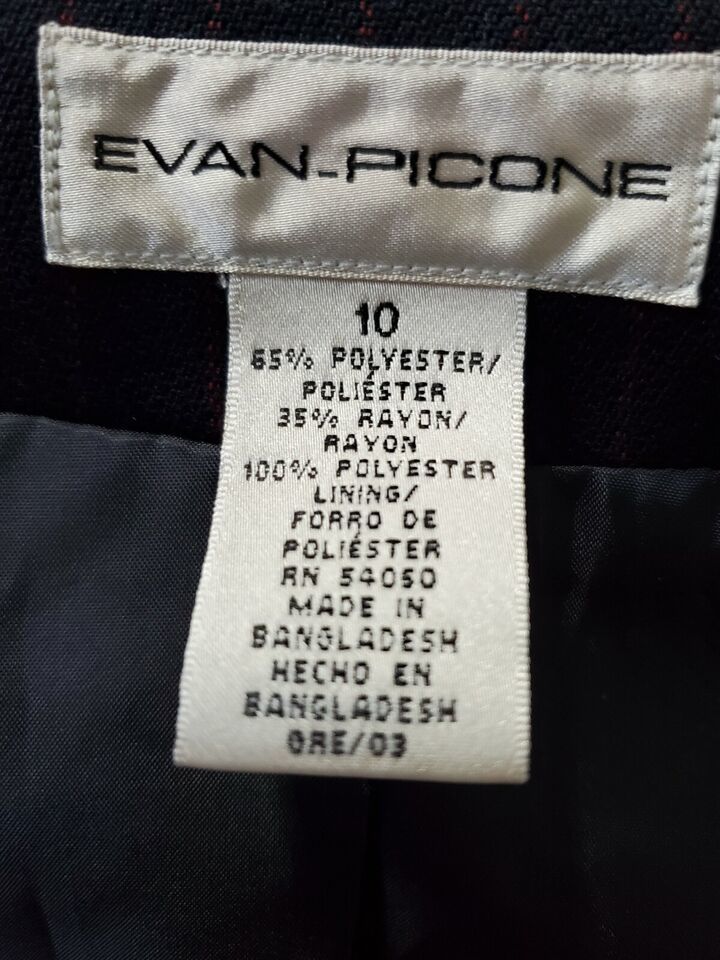 EVAN-PICONE
10
65% POLYESTER/
POLIÉSTER
35% RAYON/
RAYON
100% POLYESTER
LINING/
FORRO DE
POLIÉSTER
RN 54050
MADE IN
BANGLADESH
HECHO EN
BANGLADESH
ORE/03